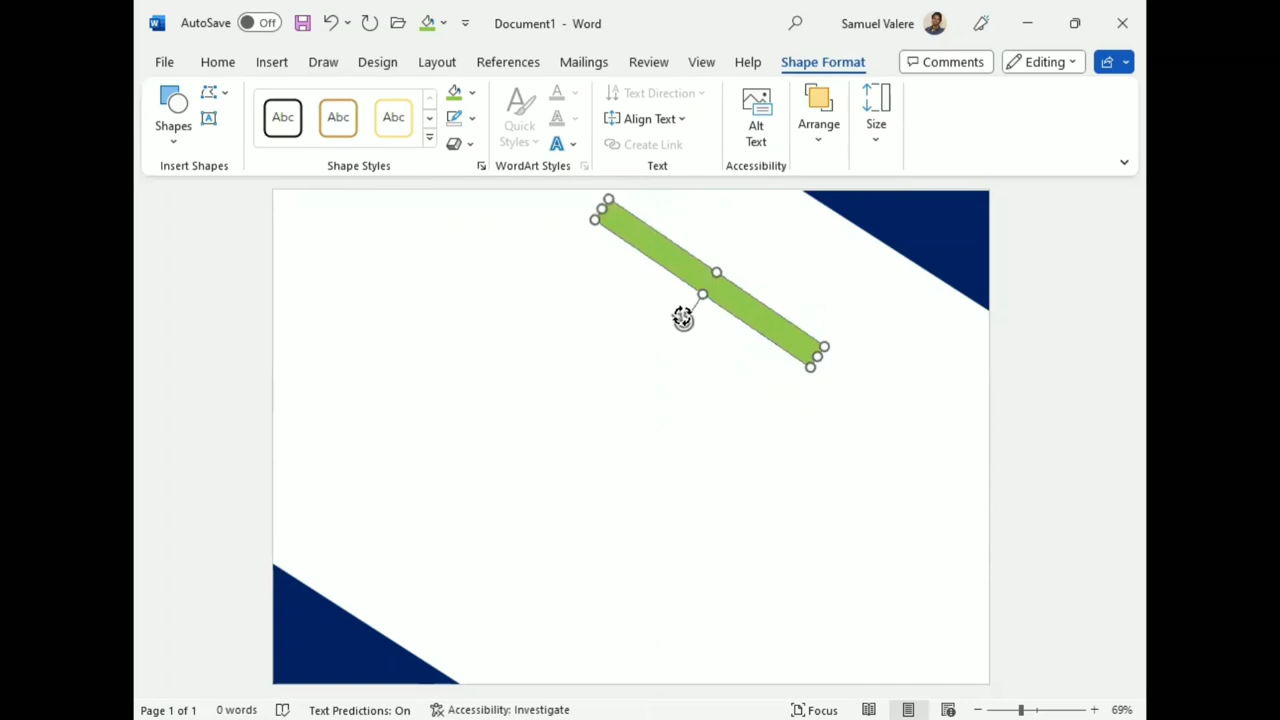 AutoSave Off Document1 - Word Samuel Valere
File Home Insert Draw Design Layout References Mailings Review View Help Shape Format Comments Editing
Shapes
Abc Abc Abc
Quick
Styles
Text Direction
Align Text
Create Link
Alt
Text
Arrange
Size
Insert Shapes Shape Styles WordArt Styles Text Accessibility
Page 1 of 1 0 words Text Predictions: On Accessibility: Investigate Focus 69%